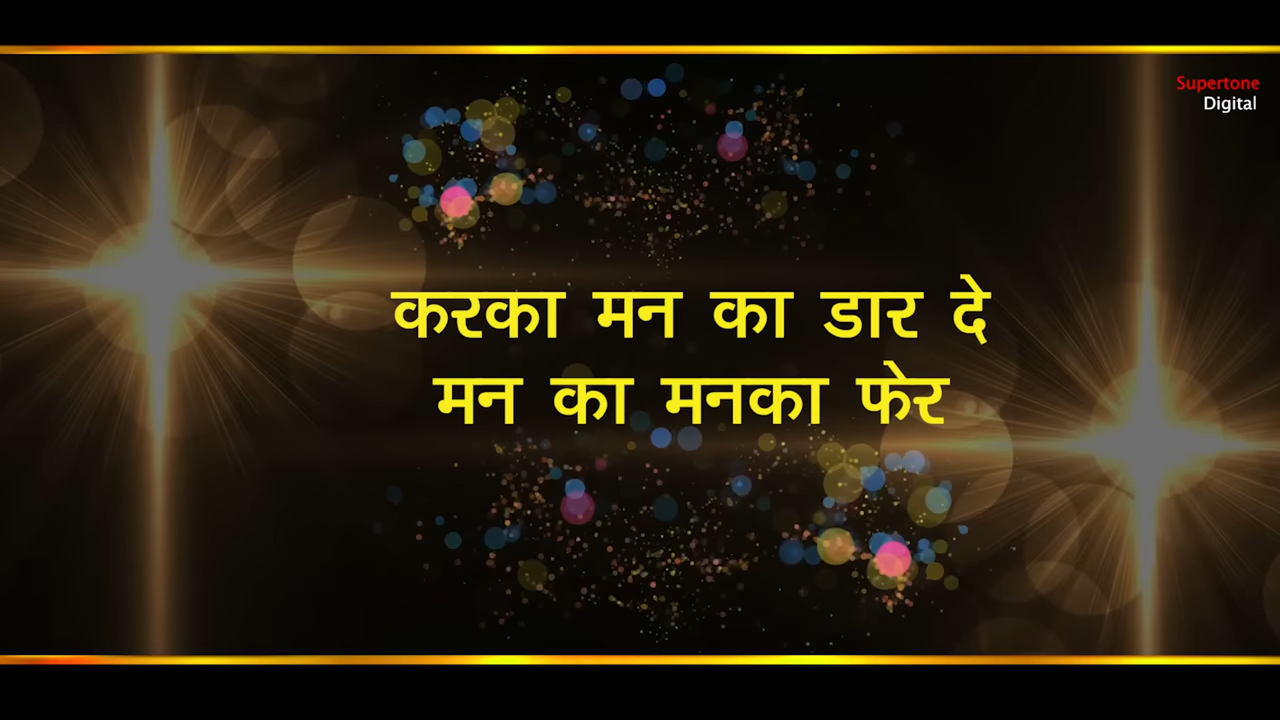 Supertone
Digital
करका मन का डार दे
मन का मनका फेर